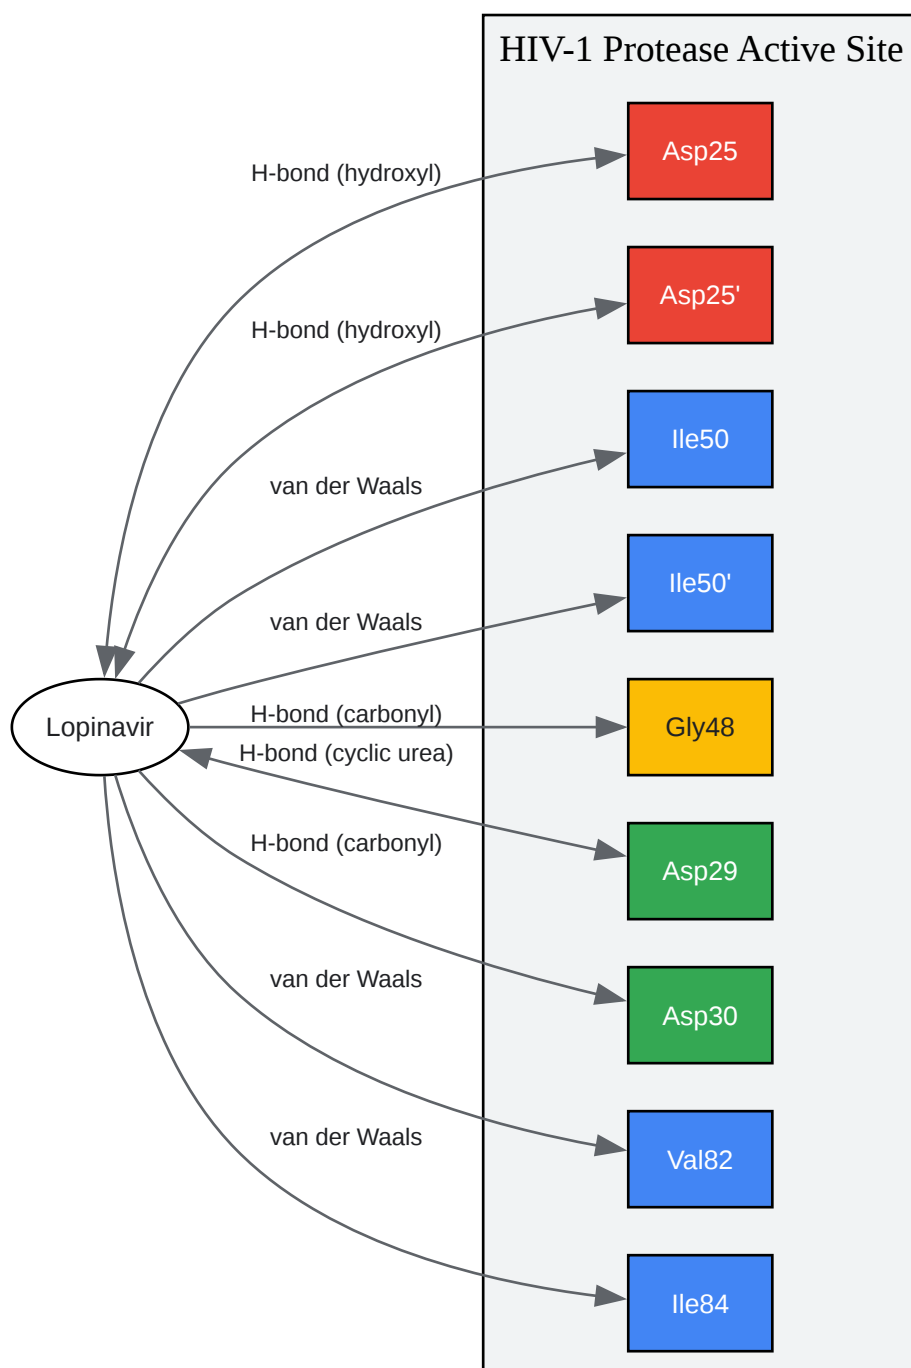 HIV-1 Protease Active Site
Asp25
H-bond (hydroxyl)
Asp25'
H-bond (hydroxyl)
Ile50
van der Waals
Ile50'
van der Waals
Lopinavir
H-bond (carbonyl)
Gly48
H-bond (cyclic urea)
Asp29
H-bond (carbonyl)
Asp30
van der Waals
Val82
van der Waals
Ile84